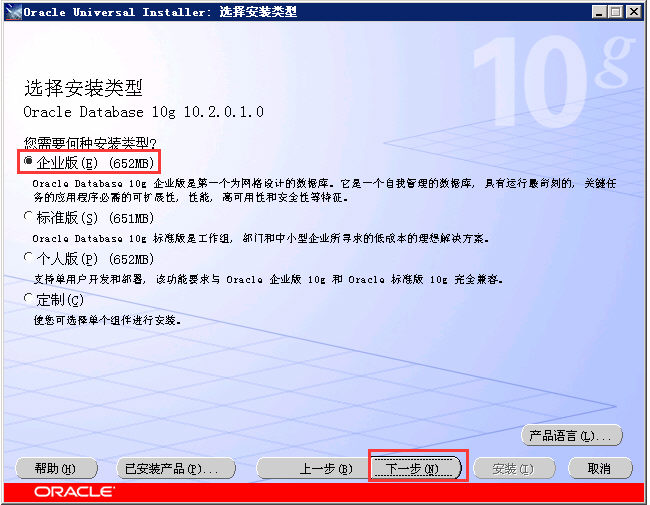 Oracle Universal Installer: 选择安装类型
10g
选择安装类型
Oracle Database 10g 10.2.0.1.0
您需要何种安装类型?
企业版(E) (652MB)
Oracle Database 10g 企业版是第一个为网格设计的数据库。它是一个自我管理的数据库, 具有运行最苛刻的, 关键任
务的应用程序必需的可扩展性, 性能, 高可用性和安全性等特征。
标准版(S) (651MB)
Oracle Database 10g 标准版是工作组, 部门和中小型企业所寻求的低成本的理想解决方案。
个人版(P) (652MB)
支持单用户开发和部署, 该功能要求与 Oracle 企业版 10g 和 Oracle 标准版 10g 完全兼容。
定制(C)
使您可选择单个组件进行安装。
产品语言(L)...
帮助(H) 已安装产品(P)... 上一步(B) 下一步(N) 安装(I) 取消
ORACLE